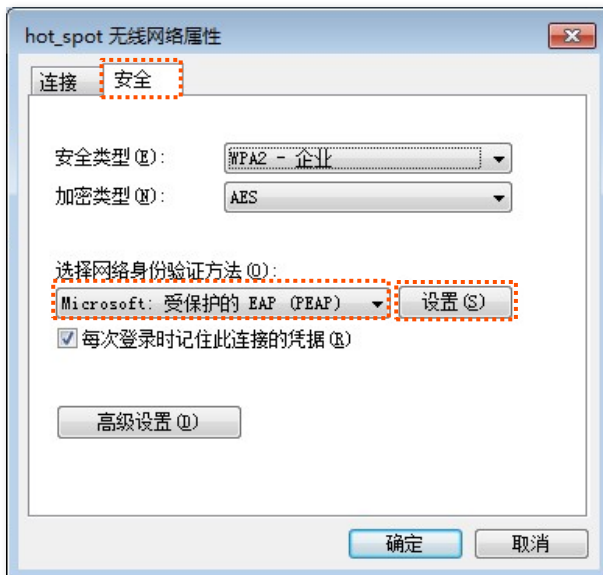 hot_spot 无线网络属性
连接 安全
安全类型(E): WPA2 - 企业
加密类型(N): AES
选择网络身份验证方法(O):
Microsoft: 受保护的 EAP (PEAP) 设置(S)
每次登录时记住此连接的凭据(R)
高级设置(D)
确定 取消